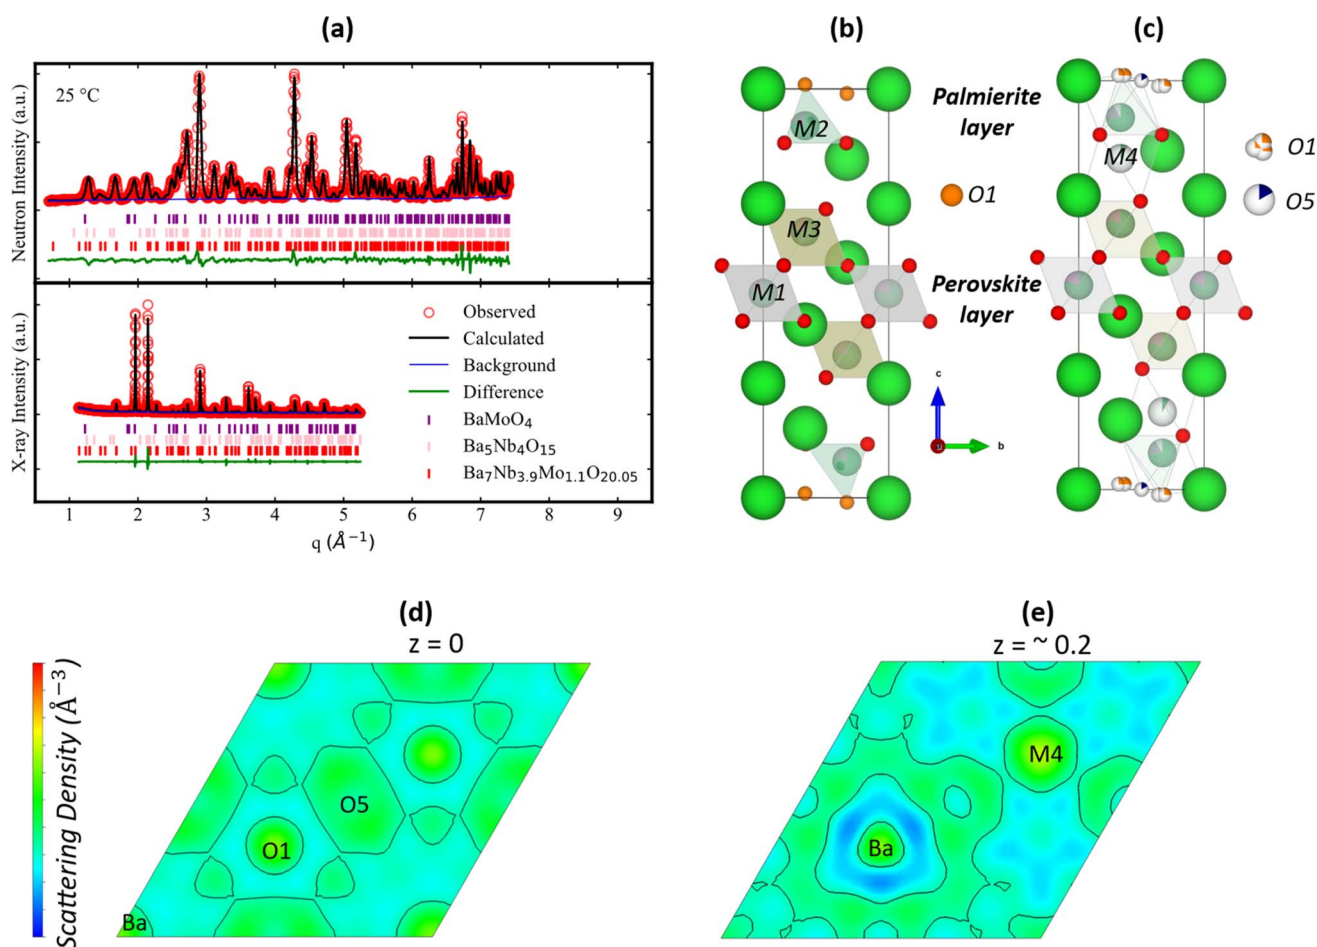 (a)
Neutron Intensity (a.u.)
25 °C
X-ray Intensity (a.u.)
Observed
Calculated
Background
Difference
BaMoO4
Ba5Nb4O15
Ba7Nb3.9Mo1.1O20.05
1 2 3 4 5 6 7 8 9
q (Å−1)
(b)
M2
M3
M1
O1
c
b
Palmierite
layer
Perovskite
layer
(c)
M4
O1
O5
(d)
z = 0
Scattering Density (Å−3)
O5
O1
Ba
(e)
z = ~ 0.2
M4
Ba